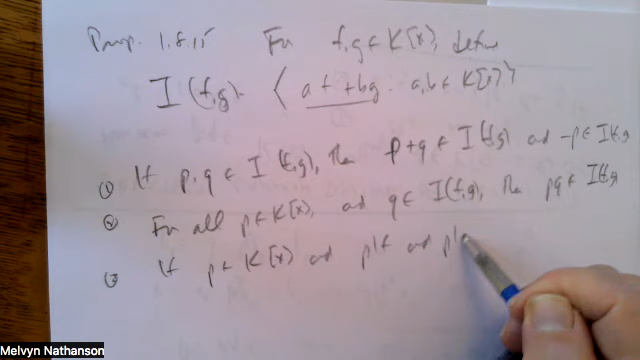 Prop. 1.8.15 For f,g ∈ K[x], define
I(f,g) = { af + bg : a,b ∈ K[x] }
(1) If p, q ∈ I(f,g), then p+q ∈ I(f,g) and -p ∈ I(f,g)
(2) For all p ∈ K[x], and q ∈ I(f,g), then pq ∈ I(f,g)
(3) If p ∈ K[x] and p|f and p|g
Melvyn Nathanson